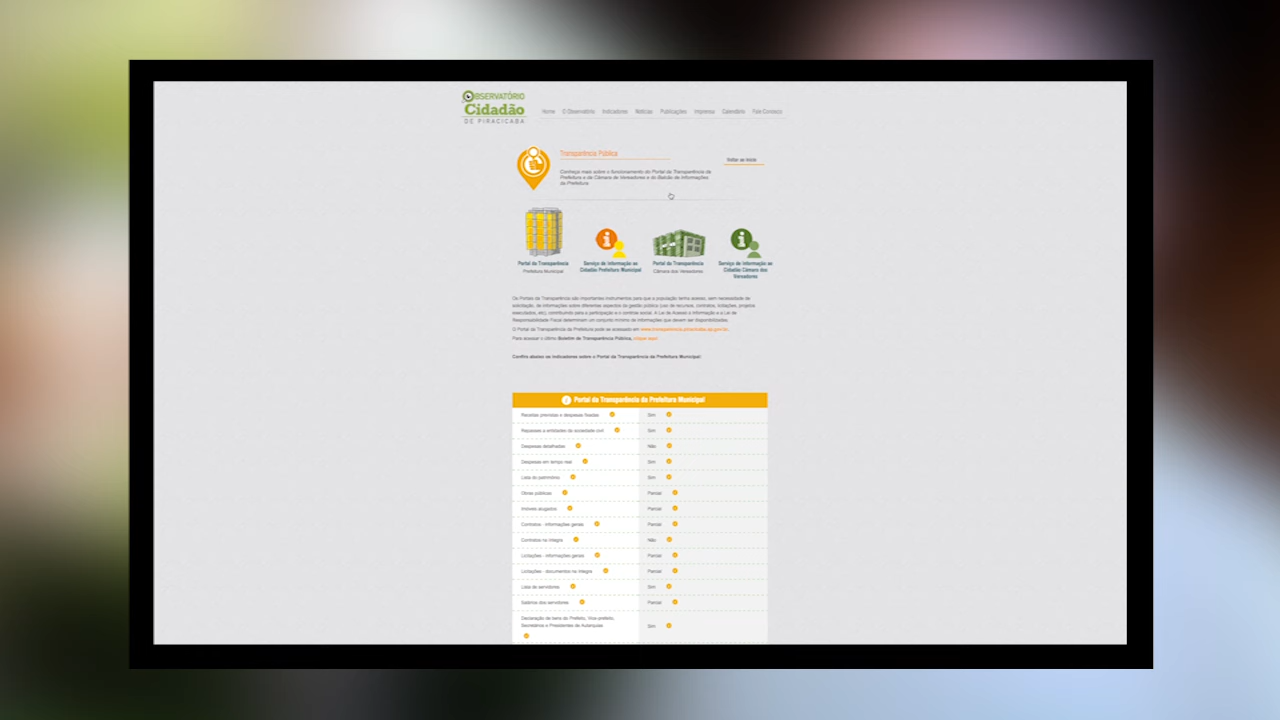 OBSERVATÓRIO
Cidadão
DE PIRACICABA
Home O Observatório Indicadores Notícias Publicações Imprensa Calendário Fale Conosco
Transparência Pública
Voltar ao início
Conheça mais sobre o funcionamento do Portal da Transparência da
Prefeitura e da Câmara de Vereadores e do Balcão de Informações
da Prefeitura
Portal da Transparência
Prefeitura Municipal
Serviço de Informação ao
Cidadão Prefeitura Municipal
Portal da Transparência
Câmara dos Vereadores
Serviço de Informação ao
Cidadão Câmara dos
Vereadores
Os Portais da Transparência são importantes instrumentos para que a população tenha acesso, sem necessidade de
solicitação, de informações sobre diferentes aspectos da gestão pública (uso de recursos, contratos, licitações, projetos
executados, etc), contribuindo para a participação e o controle social. A Lei de Acesso à Informação e a Lei de
Responsabilidade Fiscal determinam um conjunto mínimo de informações que devem ser disponibilizadas.
O Portal da Transparência da Prefeitura pode ser acessado em www.transparencia.piracicaba.sp.gov.br.
Para acessar o último Boletim de Transparência Pública, clique aqui!
Confira abaixo os indicadores sobre o Portal da Transparência da Prefeitura Municipal:
Portal da Transparência da Prefeitura Municipal
Receitas previstas e despesas fixadas Sim
Repasses a entidades da sociedade civil Sim
Despesas detalhadas Não
Despesas em tempo real Sim
Lista do patrimônio Sim
Obras públicas Parcial
Imóveis alugados Parcial
Contratos - informações gerais Parcial
Contratos na íntegra Não
Licitações - informações gerais Parcial
Licitações - documentos na íntegra Parcial
Lista de servidores Sim
Salários dos servidores Parcial
Declaração de bens do Prefeito, Vice-prefeito,
Secretários e Presidentes de Autarquias Sim